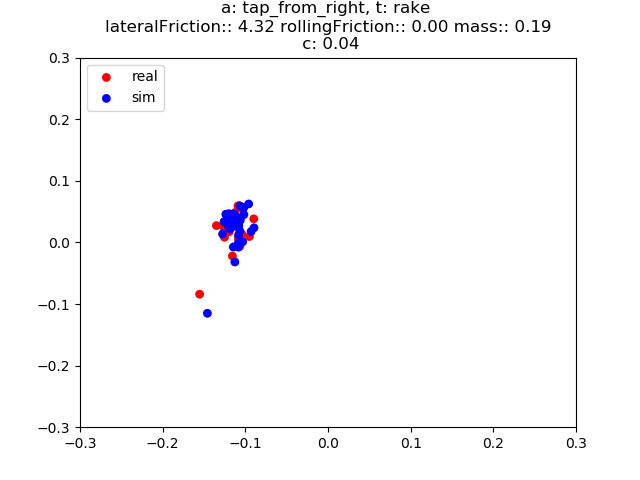 a: tap_from_right, t: rake
lateralFriction:: 4.32 rollingFriction:: 0.00 mass:: 0.19
c: 0.04
real
sim
0.3
0.2
0.1
0.0
−0.1
−0.2
−0.3
−0.3
−0.2
−0.1
0.0
0.1
0.2
0.3